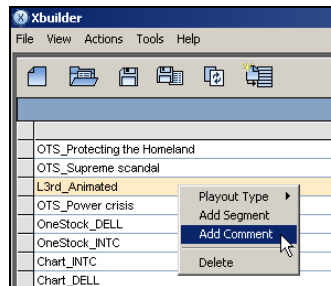 Xbuilder
File View Actions Tools Help
OTS_Protecting the Homeland
OTS_Supreme scandal
L3rd_Animated
OTS_Power crisis
OneStock_DELL
OneStock_INTC
Chart_INTC
Chart_DELL
Playout Type
Add Segment
Add Comment
Delete